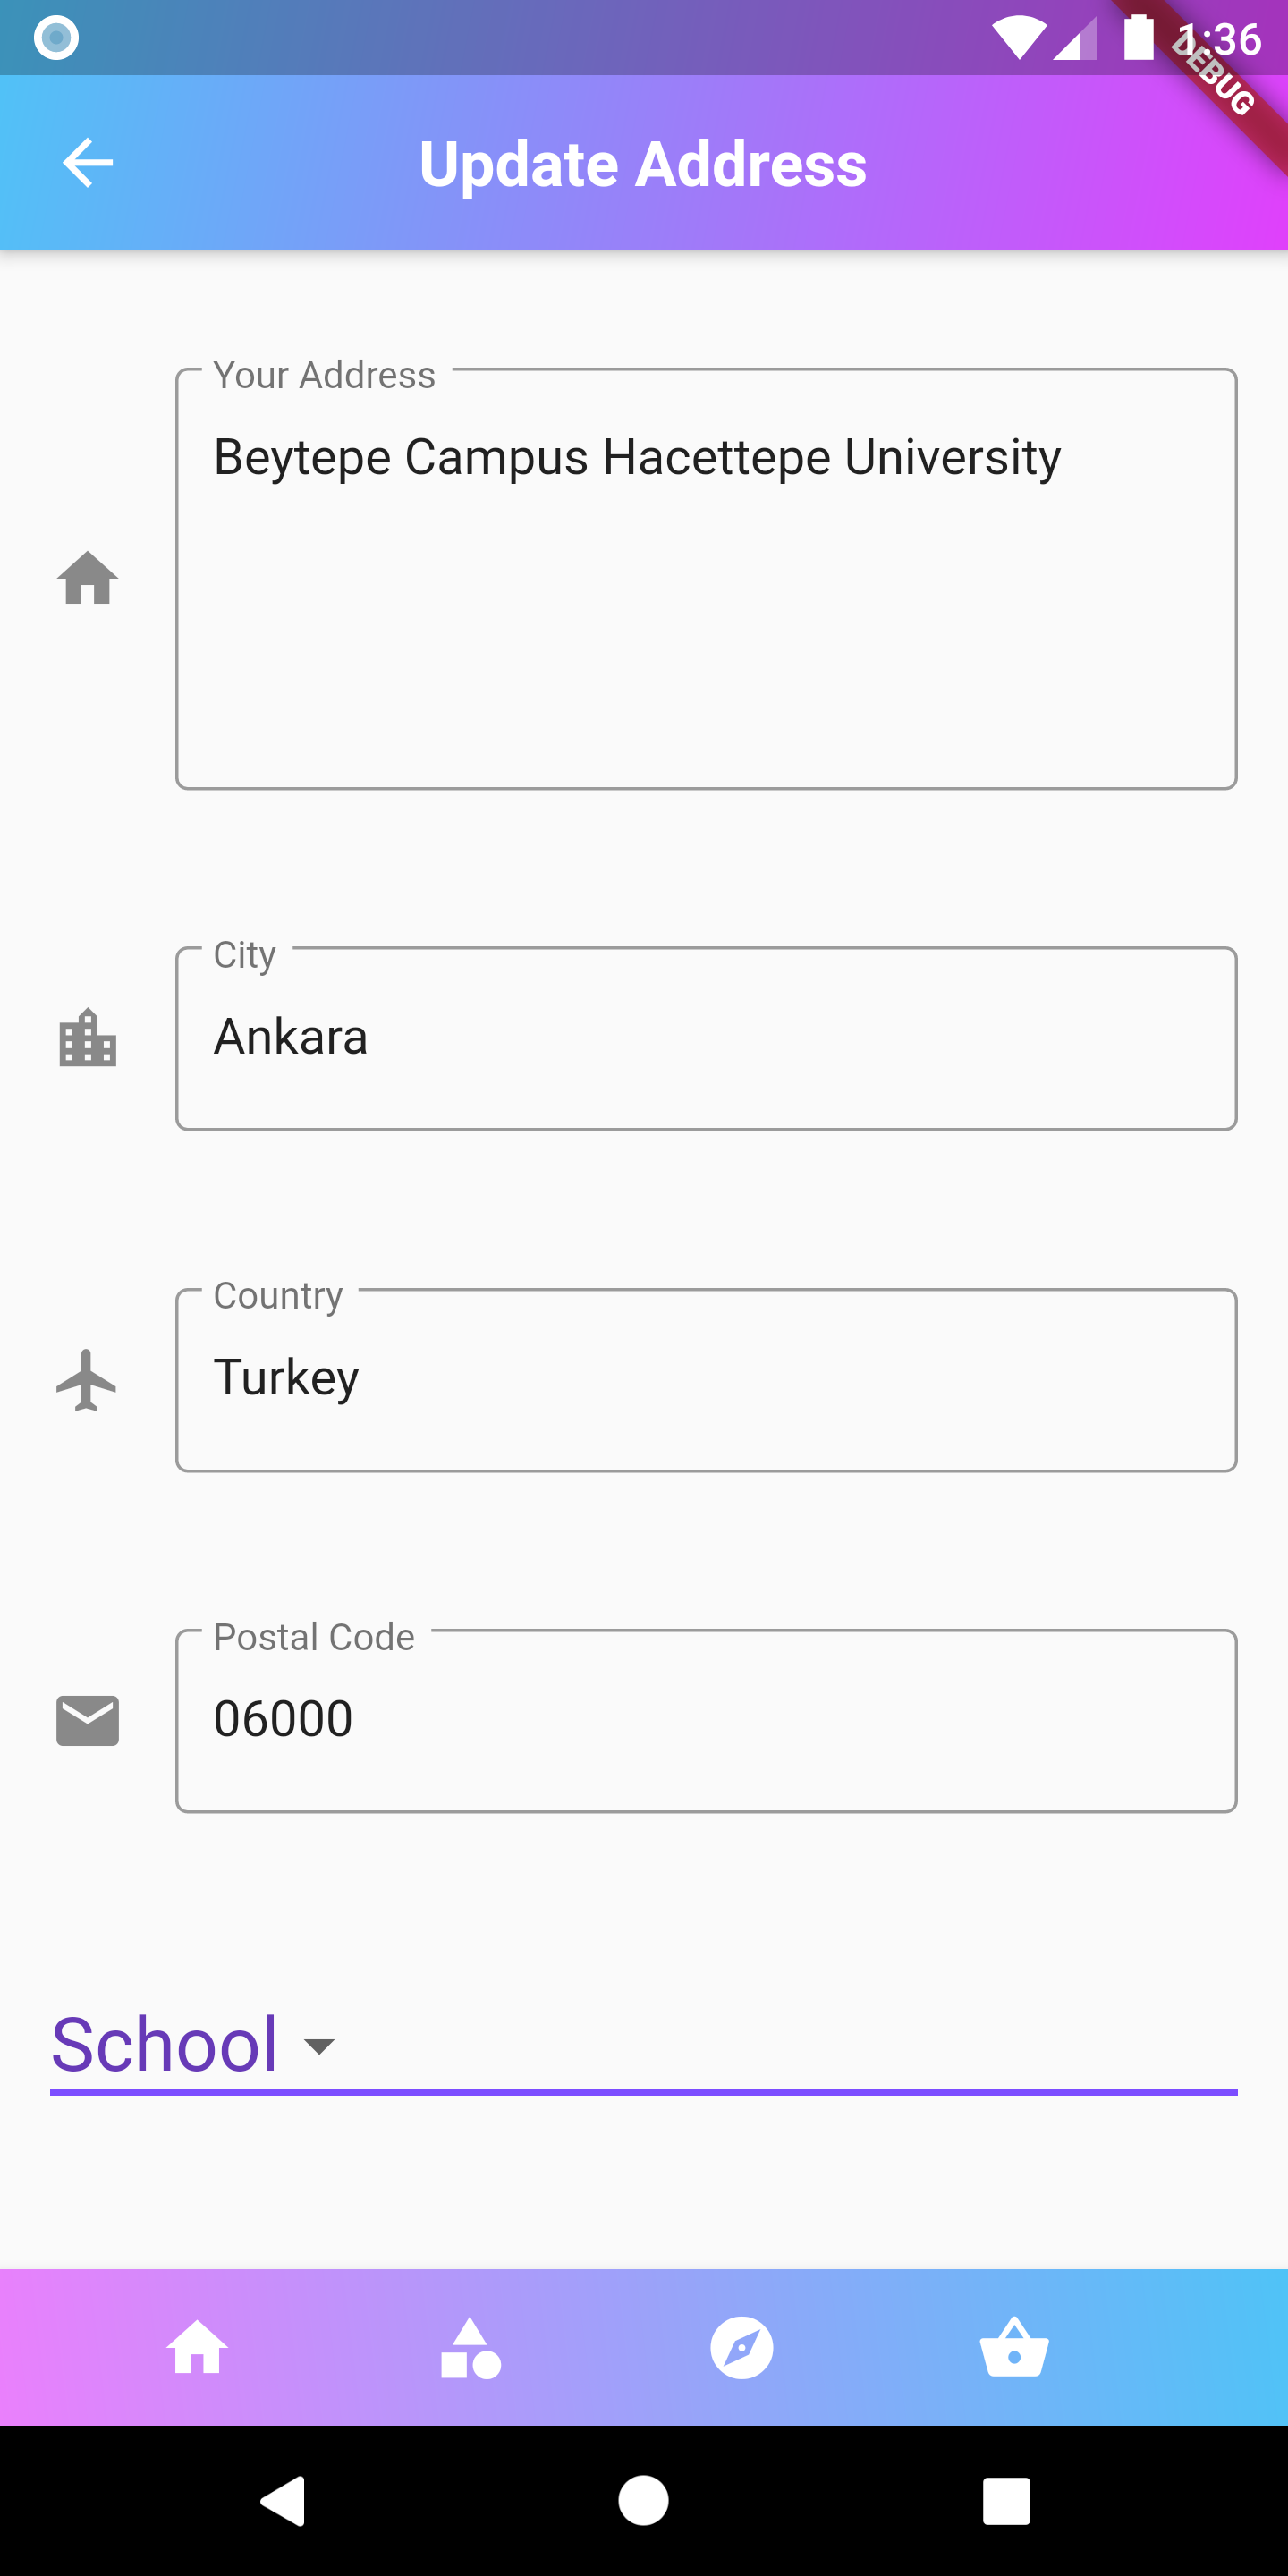 1:36
DEBUG
Update Address
Your Address
Beytepe Campus Hacettepe University
City
Ankara
Country
Turkey
Postal Code
06000
School